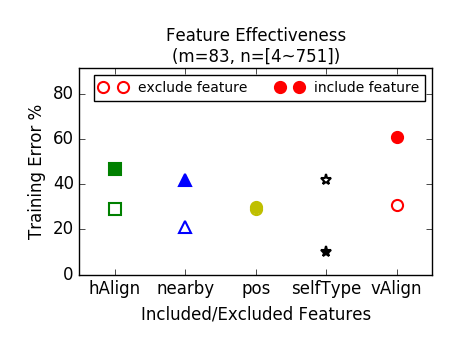 Feature Effectiveness
(m=83, n=[4~751])
exclude feature include feature
Training Error %
80
60
40
20
0
hAlign nearby pos selfType vAlign
Included/Excluded Features